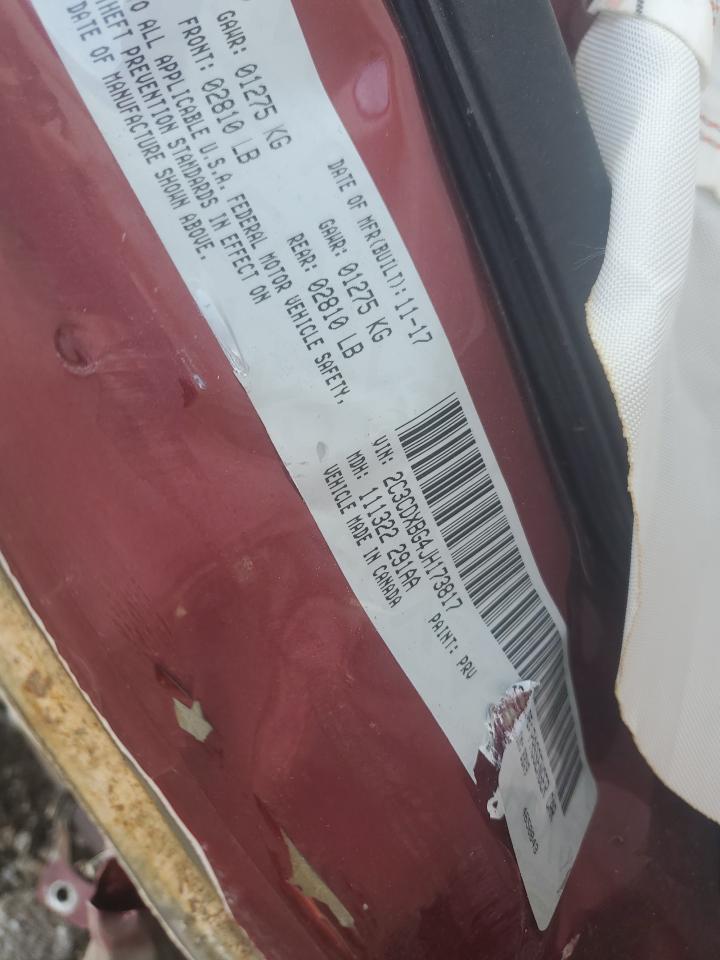 DATE OF MFR(BUILT): 11-17
GAWR: 01275 KG GAWR: 01275 KG
FRONT: 02810 LB REAR: 02810 LB
TO ALL APPLICABLE U.S.A. FEDERAL MOTOR VEHICLE SAFETY,
THEFT PREVENTION STANDARDS IN EFFECT ON
DATE OF MANUFACTURE SHOWN ABOVE.
VIN: 2C3CDXBG4JH173817
MDH: 111322 291AA PAINT: PRV
VEHICLE MADE IN CANADA